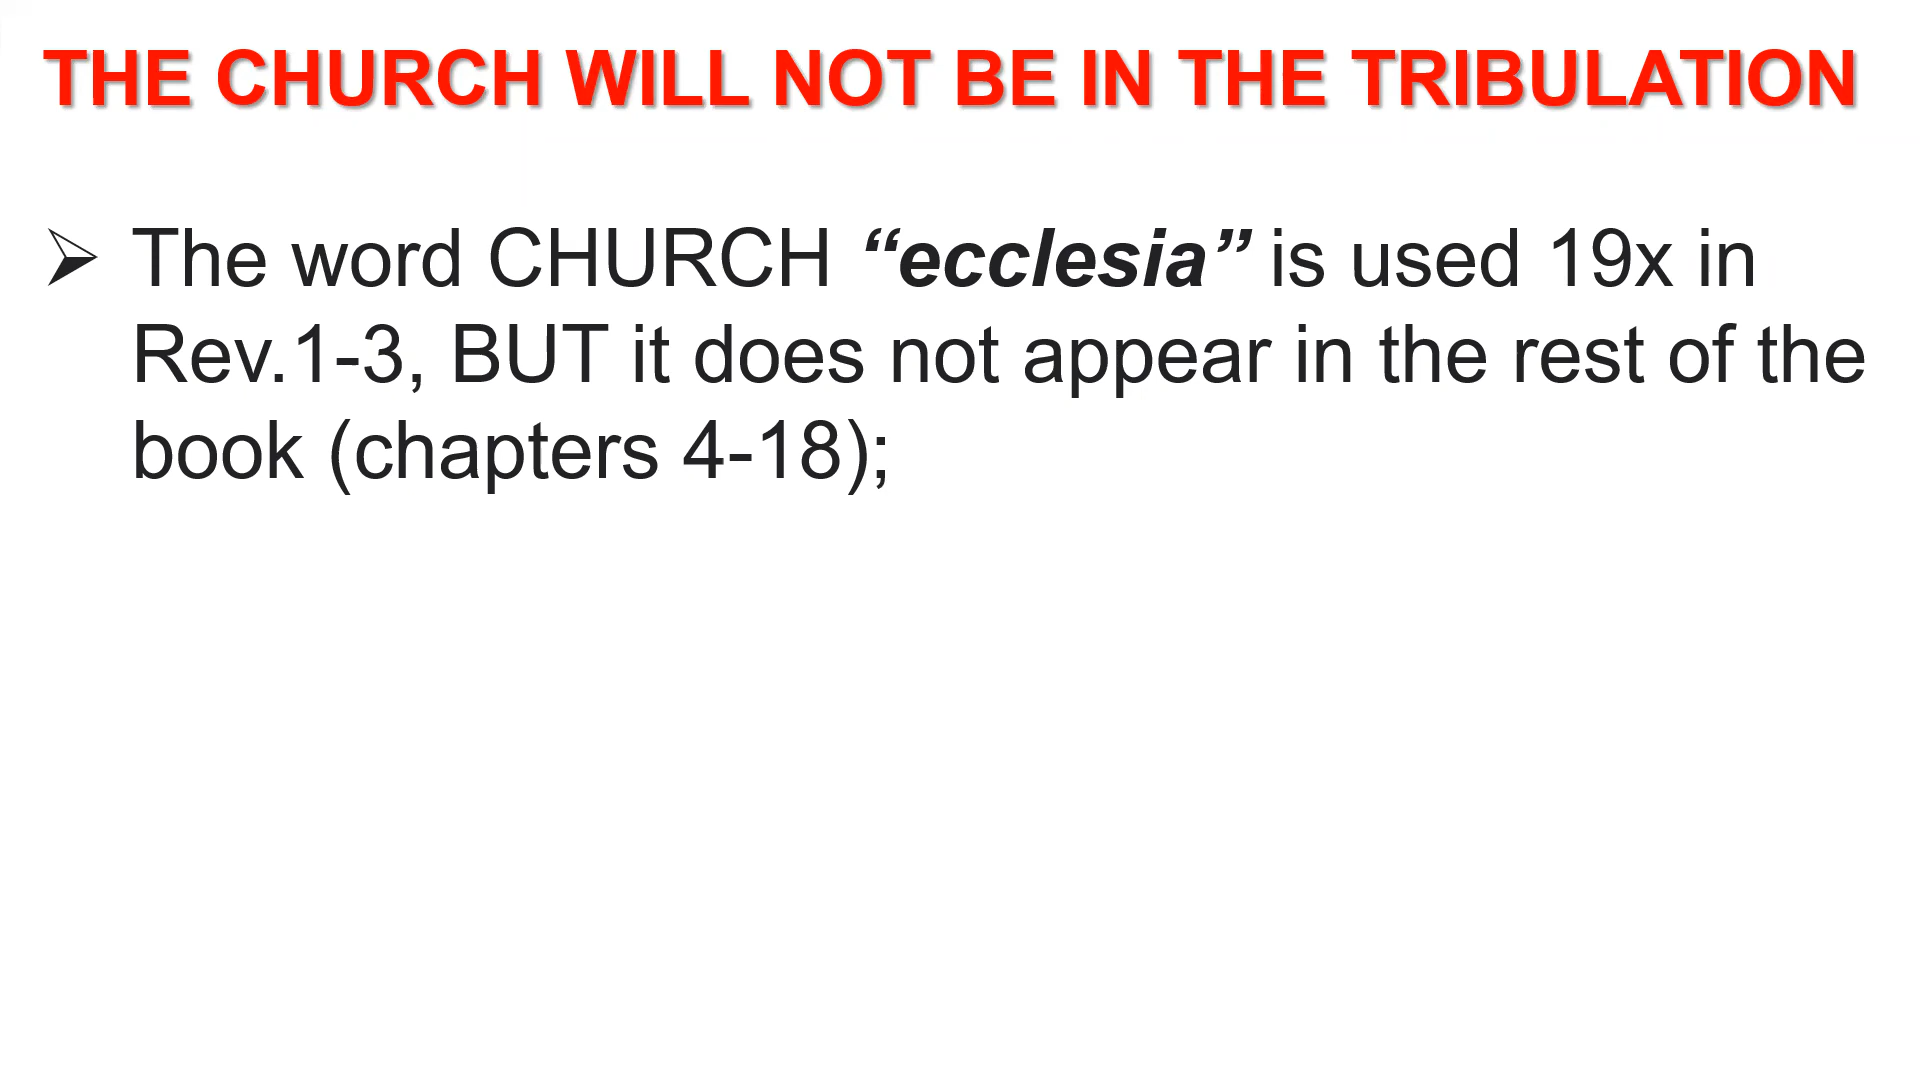 THE CHURCH WILL NOT BE IN THE TRIBULATION
➢ The word CHURCH “ecclesia” is used 19x in
Rev.1-3, BUT it does not appear in the rest of the
book (chapters 4-18);